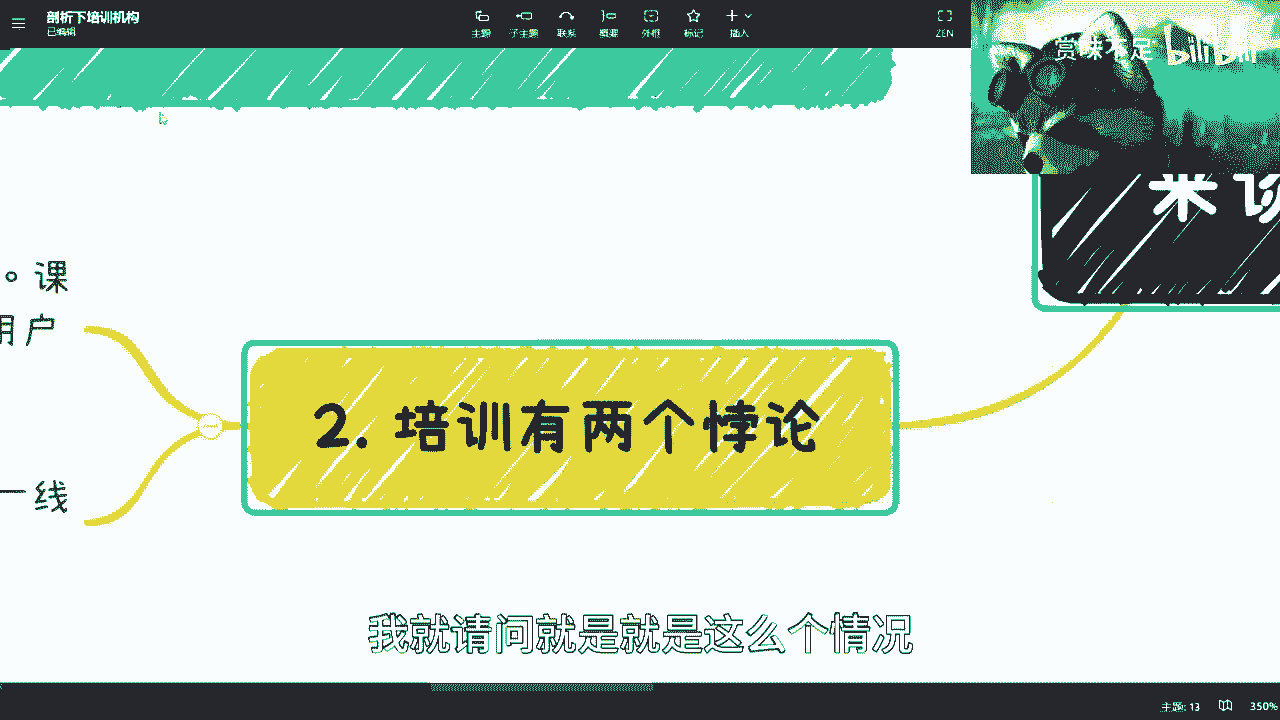 剖析下培训机构
已编辑
主题
子主题
联系
概要
外框
标记
插入
ZEN
赏味不足 bilibili
来谈
。课
用户
2. 培训有两个悖论
一线
我就请问就是就是这么个情况
主题: 13
350%